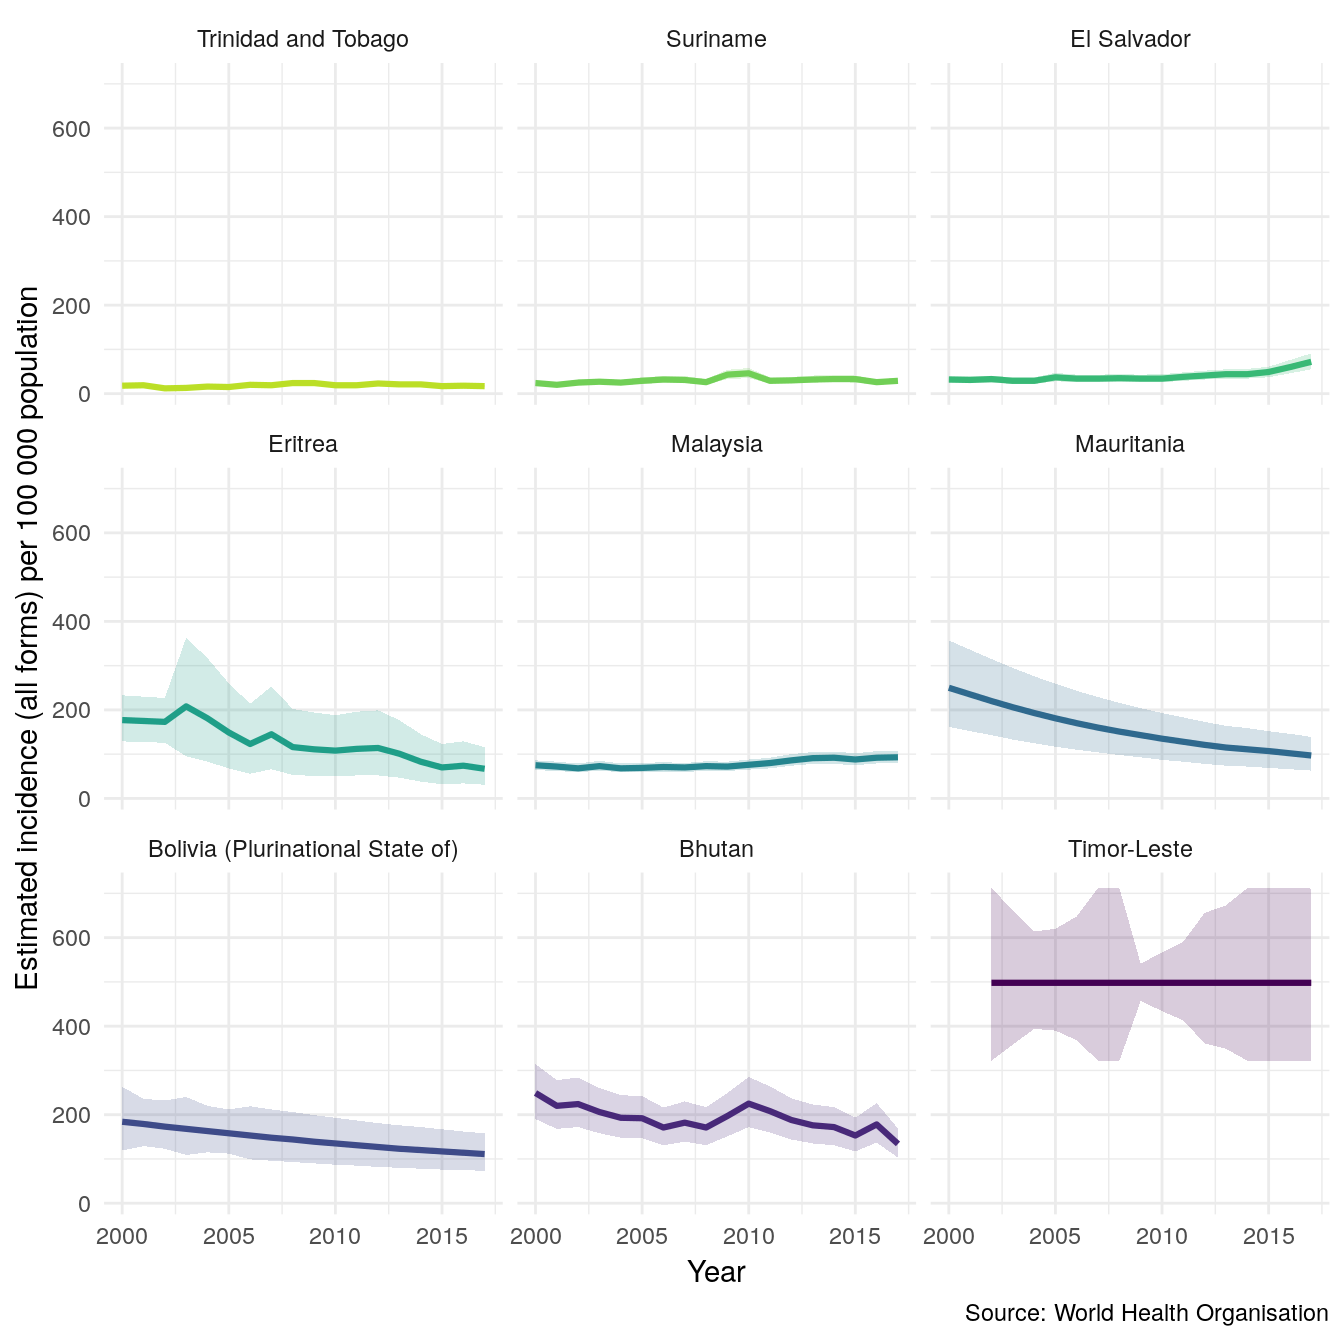 Trinidad and Tobago
Suriname
El Salvador
600
400
200
0
Eritrea
Malaysia
Mauritania
600
400
200
0
Bolivia (Plurinational State of)
Bhutan
Timor-Leste
600
400
200
0
2000 2005 2010 2015
2000 2005 2010 2015
2000 2005 2010 2015
Estimated incidence (all forms) per 100 000 population
Year
Source: World Health Organisation